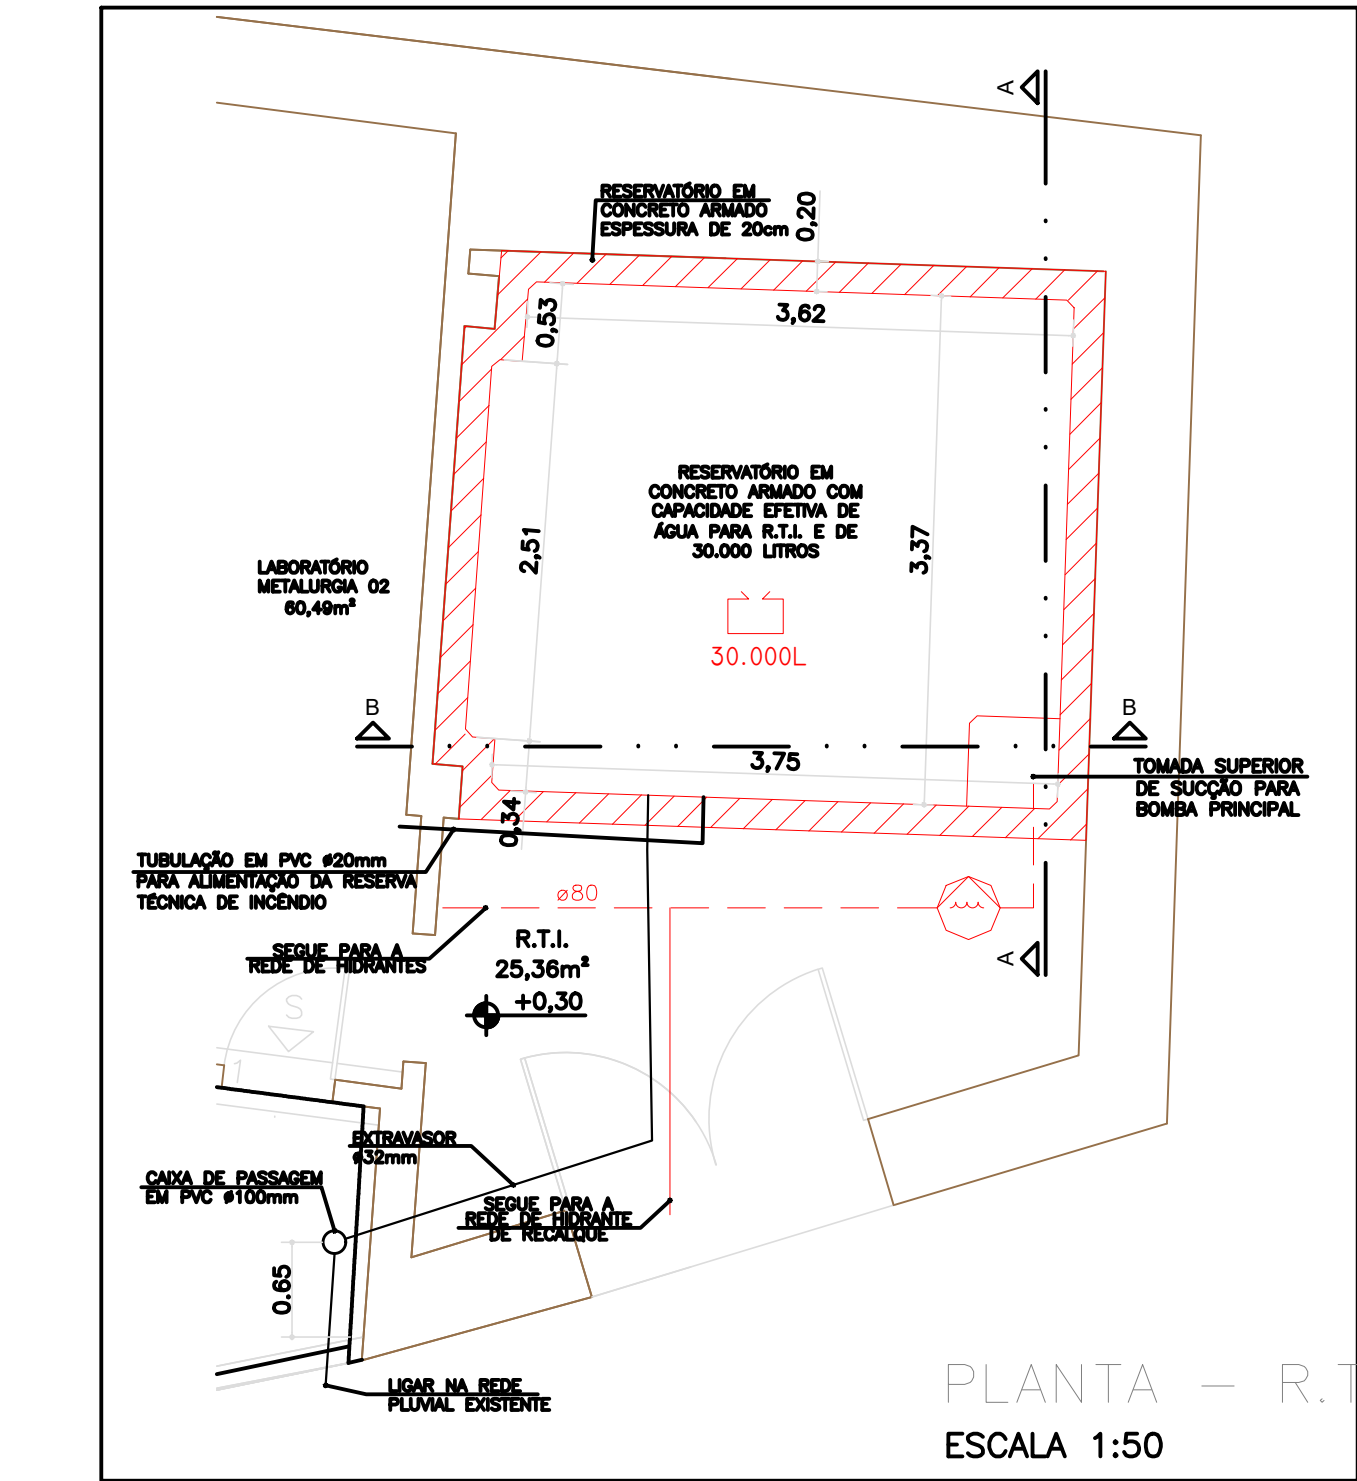 A
RESERVATÓRIO EM
CONCRETO ARMADO
ESPESSURA DE 20cm
0,20
0,53
3,62
RESERVATÓRIO EM
CONCRETO ARMADO COM
CAPACIDADE EFETIVA DE
ÁGUA PARA R.T.I. E DE
30.000 LITROS
2,51
3,37
LABORATÓRIO
METALURGIA 02
60,49m²
30.000L
B
B
3,75
TOMADA SUPERIOR
DE SUCÇÃO PARA
BOMBA PRINCIPAL
0,34
TUBULAÇÃO EM PVC ø20mm
PARA ALIMENTAÇÃO DA RESERVA
TÉCNICA DE INCÊNDIO
ø80
SEGUE PARA A
REDE DE HIDRANTES
R.T.I.
25,36m²
+0,30
A
S
1
EXTRAVASOR
ø32mm
CAIXA DE PASSAGEM
EM PVC ø100mm
SEGUE PARA A
REDE DE HIDRANTE
DE RECALQUE
0.65
LIGAR NA REDE
PLUVIAL EXISTENTE
PLANTA - R.T
ESCALA 1:50